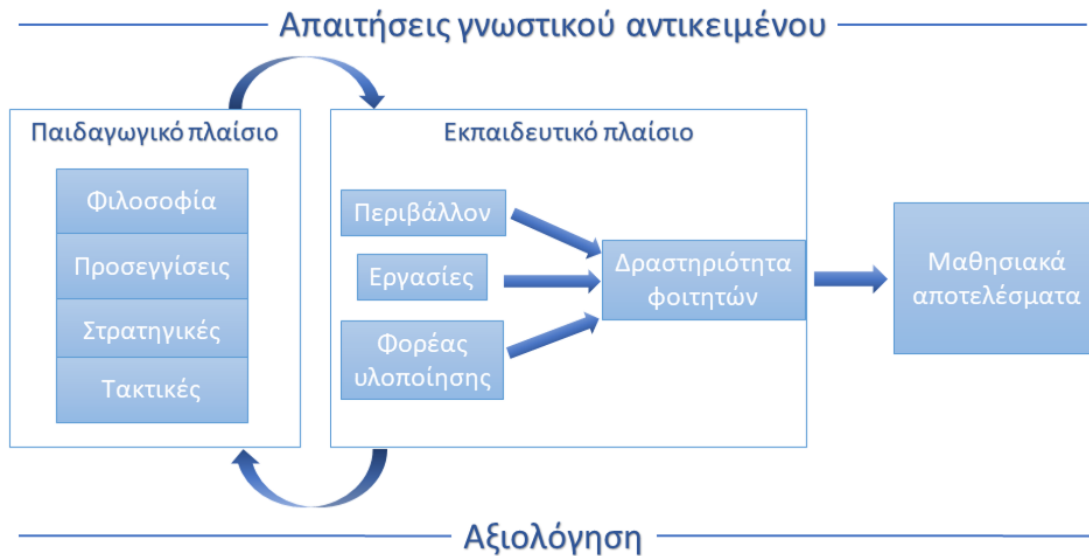 Απαιτήσεις γνωστικού αντικειμένου
Παιδαγωγικό πλαίσιο
Φιλοσοφία
Προσεγγίσεις
Στρατηγικές
Τακτικές
Εκπαιδευτικό πλαίσιο
Περιβάλλον
Εργασίες
Φορέας
υλοποίησης
Δραστηριότητα
φοιτητών
Μαθησιακά
αποτελέσματα
Αξιολόγηση